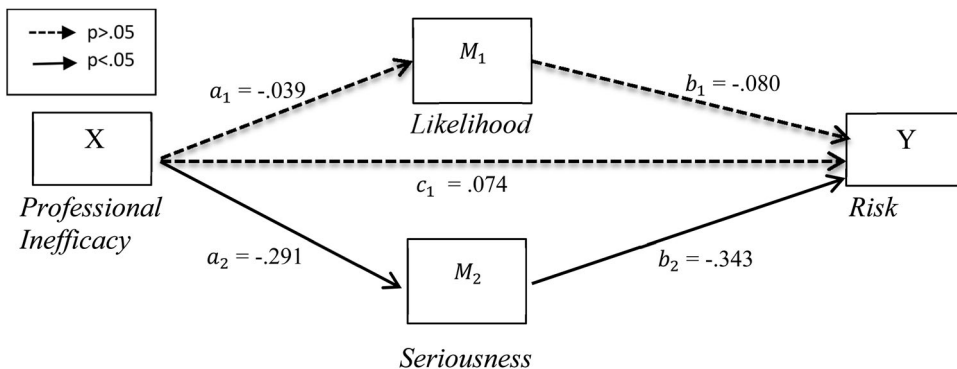 p>.05
p<.05
M₁
a₁ = -.039
b₁ = -.080
Likelihood
X
Y
c₁ = .074
Professional
Inefficacy
Risk
a₂ = -.291
M₂
b₂ = -.343
Seriousness